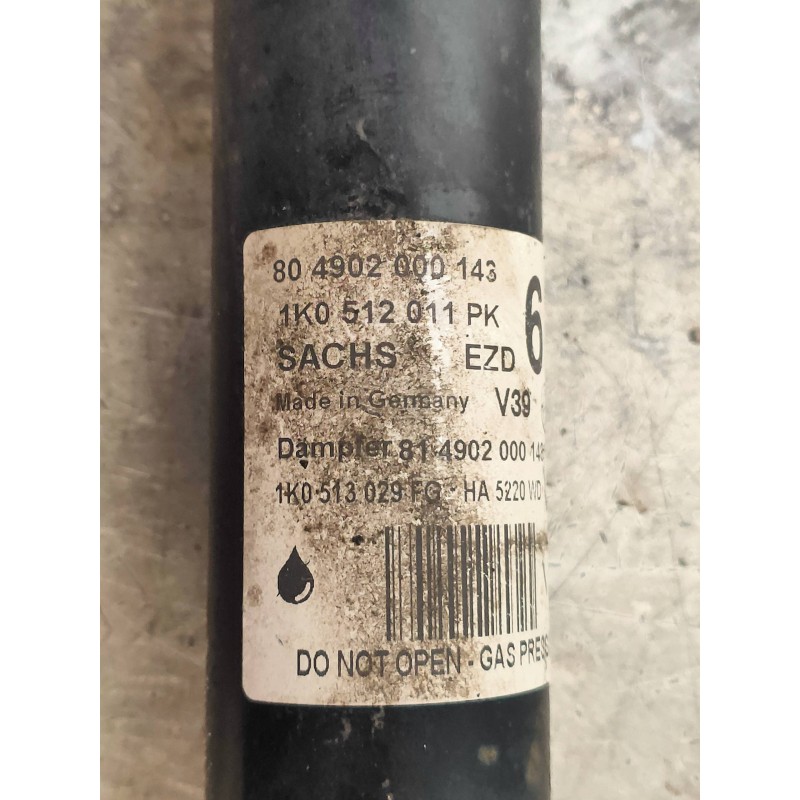 80 4902 000 143
1K0 512 011 PK 6
SACHS EZD
Made in Germany V39
Dämpfer 81 4902 000 148
1K0 513 029 FG - HA 5220 WD
DO NOT OPEN - GAS PRESS